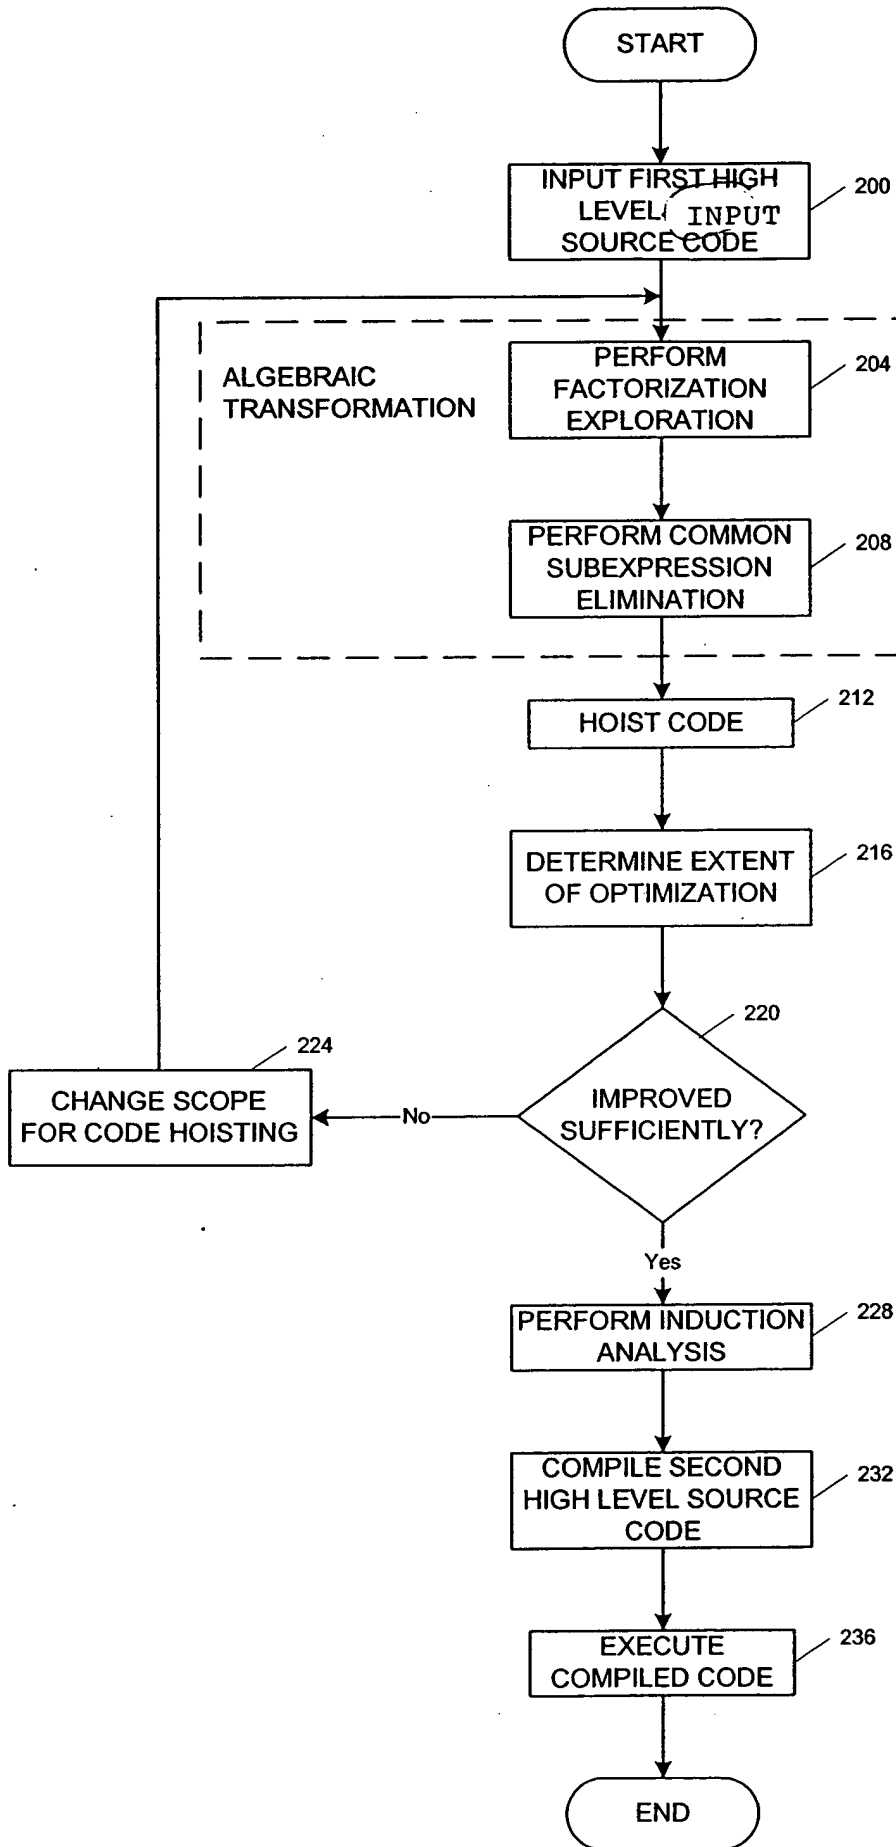 START
INPUT FIRST HIGH
LEVEL INPUT
SOURCE CODE
200
ALGEBRAIC
TRANSFORMATION
PERFORM
FACTORIZATION
EXPLORATION
204
PERFORM COMMON
SUBEXPRESSION
ELIMINATION
208
HOIST CODE
212
DETERMINE EXTENT
OF OPTIMIZATION
216
220
IMPROVED
SUFFICIENTLY?
No
224
CHANGE SCOPE
FOR CODE HOISTING
Yes
PERFORM INDUCTION
ANALYSIS
228
COMPILE SECOND
HIGH LEVEL SOURCE
CODE
232
EXECUTE
COMPILED CODE
236
END